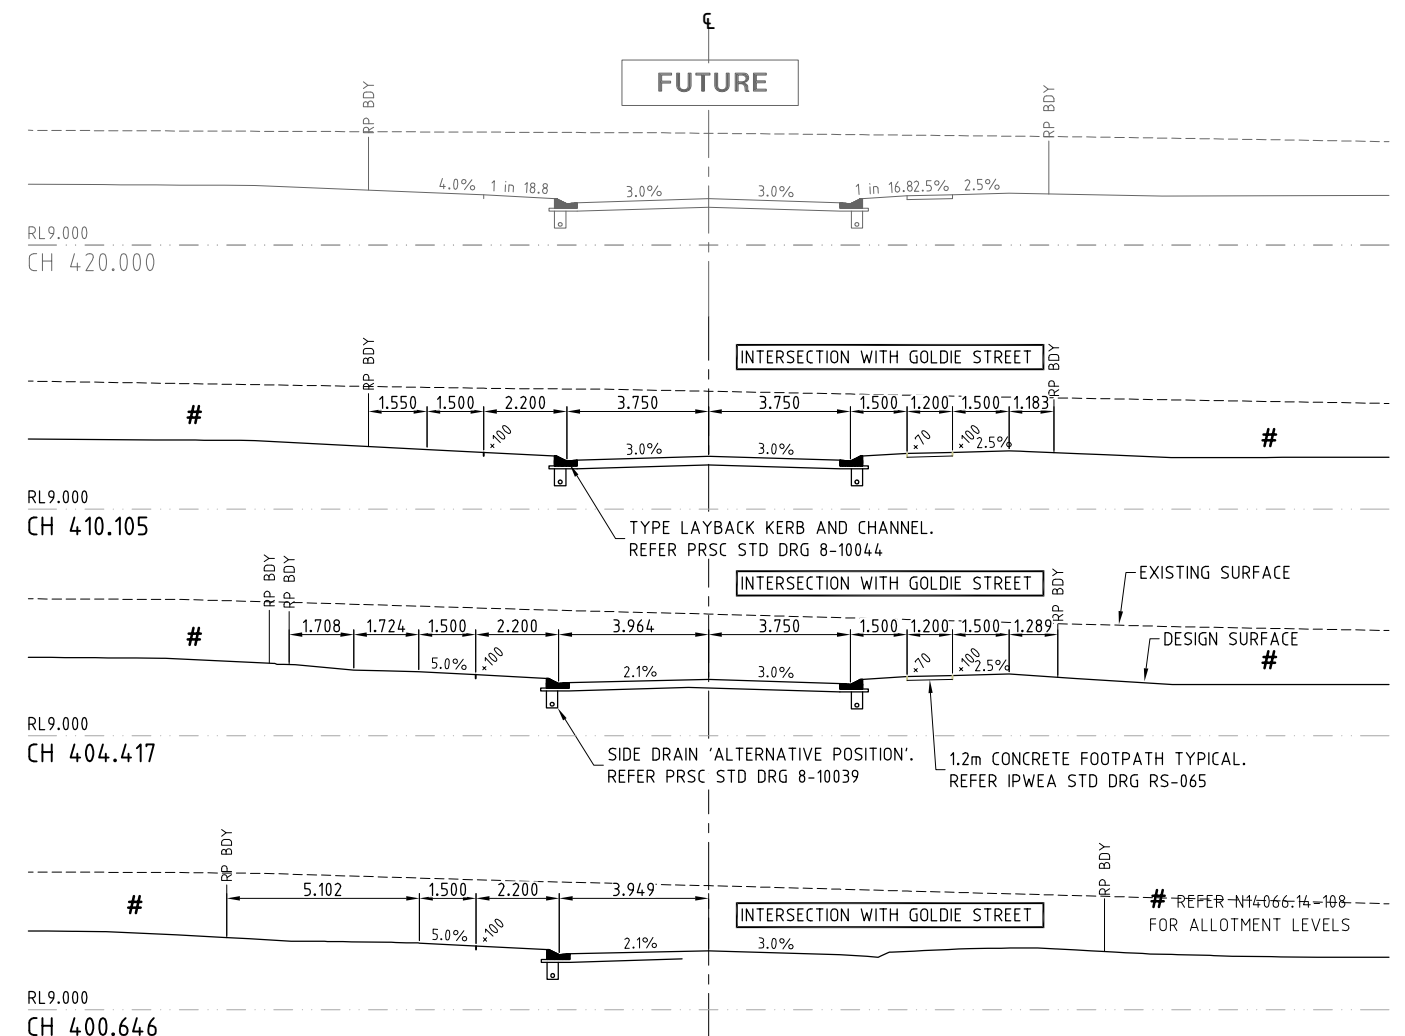 ℄
FUTURE
RP BDY
RP BDY
4.0% 1 in 18.8 3.0% 3.0% 1 in 16.8 2.5% 2.5%
RL9.000
CH 420.000
INTERSECTION WITH GOLDIE STREET
RP BDY
RP BDY
# 1.550 1.500 2.200 3.750 3.750 1.500 1.200 1.500 1.183 #
+100 +70 +100
3.0% 3.0% 2.5%
RL9.000
CH 410.105
TYPE LAYBACK KERB AND CHANNEL.
REFER PRSC STD DRG 8-10044
RP BDY
RP BDY
INTERSECTION WITH GOLDIE STREET
RP BDY
EXISTING SURFACE
# 1.708 1.724 1.500 2.200 3.964 3.750 1.500 1.200 1.500 1.289 #
DESIGN SURFACE
+100 +70 +100
5.0% 2.1% 3.0% 2.5%
RL9.000
CH 404.417
SIDE DRAIN 'ALTERNATIVE POSITION'.
REFER PRSC STD DRG 8-10039
1.2m CONCRETE FOOTPATH TYPICAL.
REFER IPWEA STD DRG RS-065
RP BDY
RP BDY
# 5.102 1.500 2.200 3.949
INTERSECTION WITH GOLDIE STREET
# REFER N14066.14-108
FOR ALLOTMENT LEVELS
+100
5.0% 2.1% 3.0%
RL9.000
CH 400.646